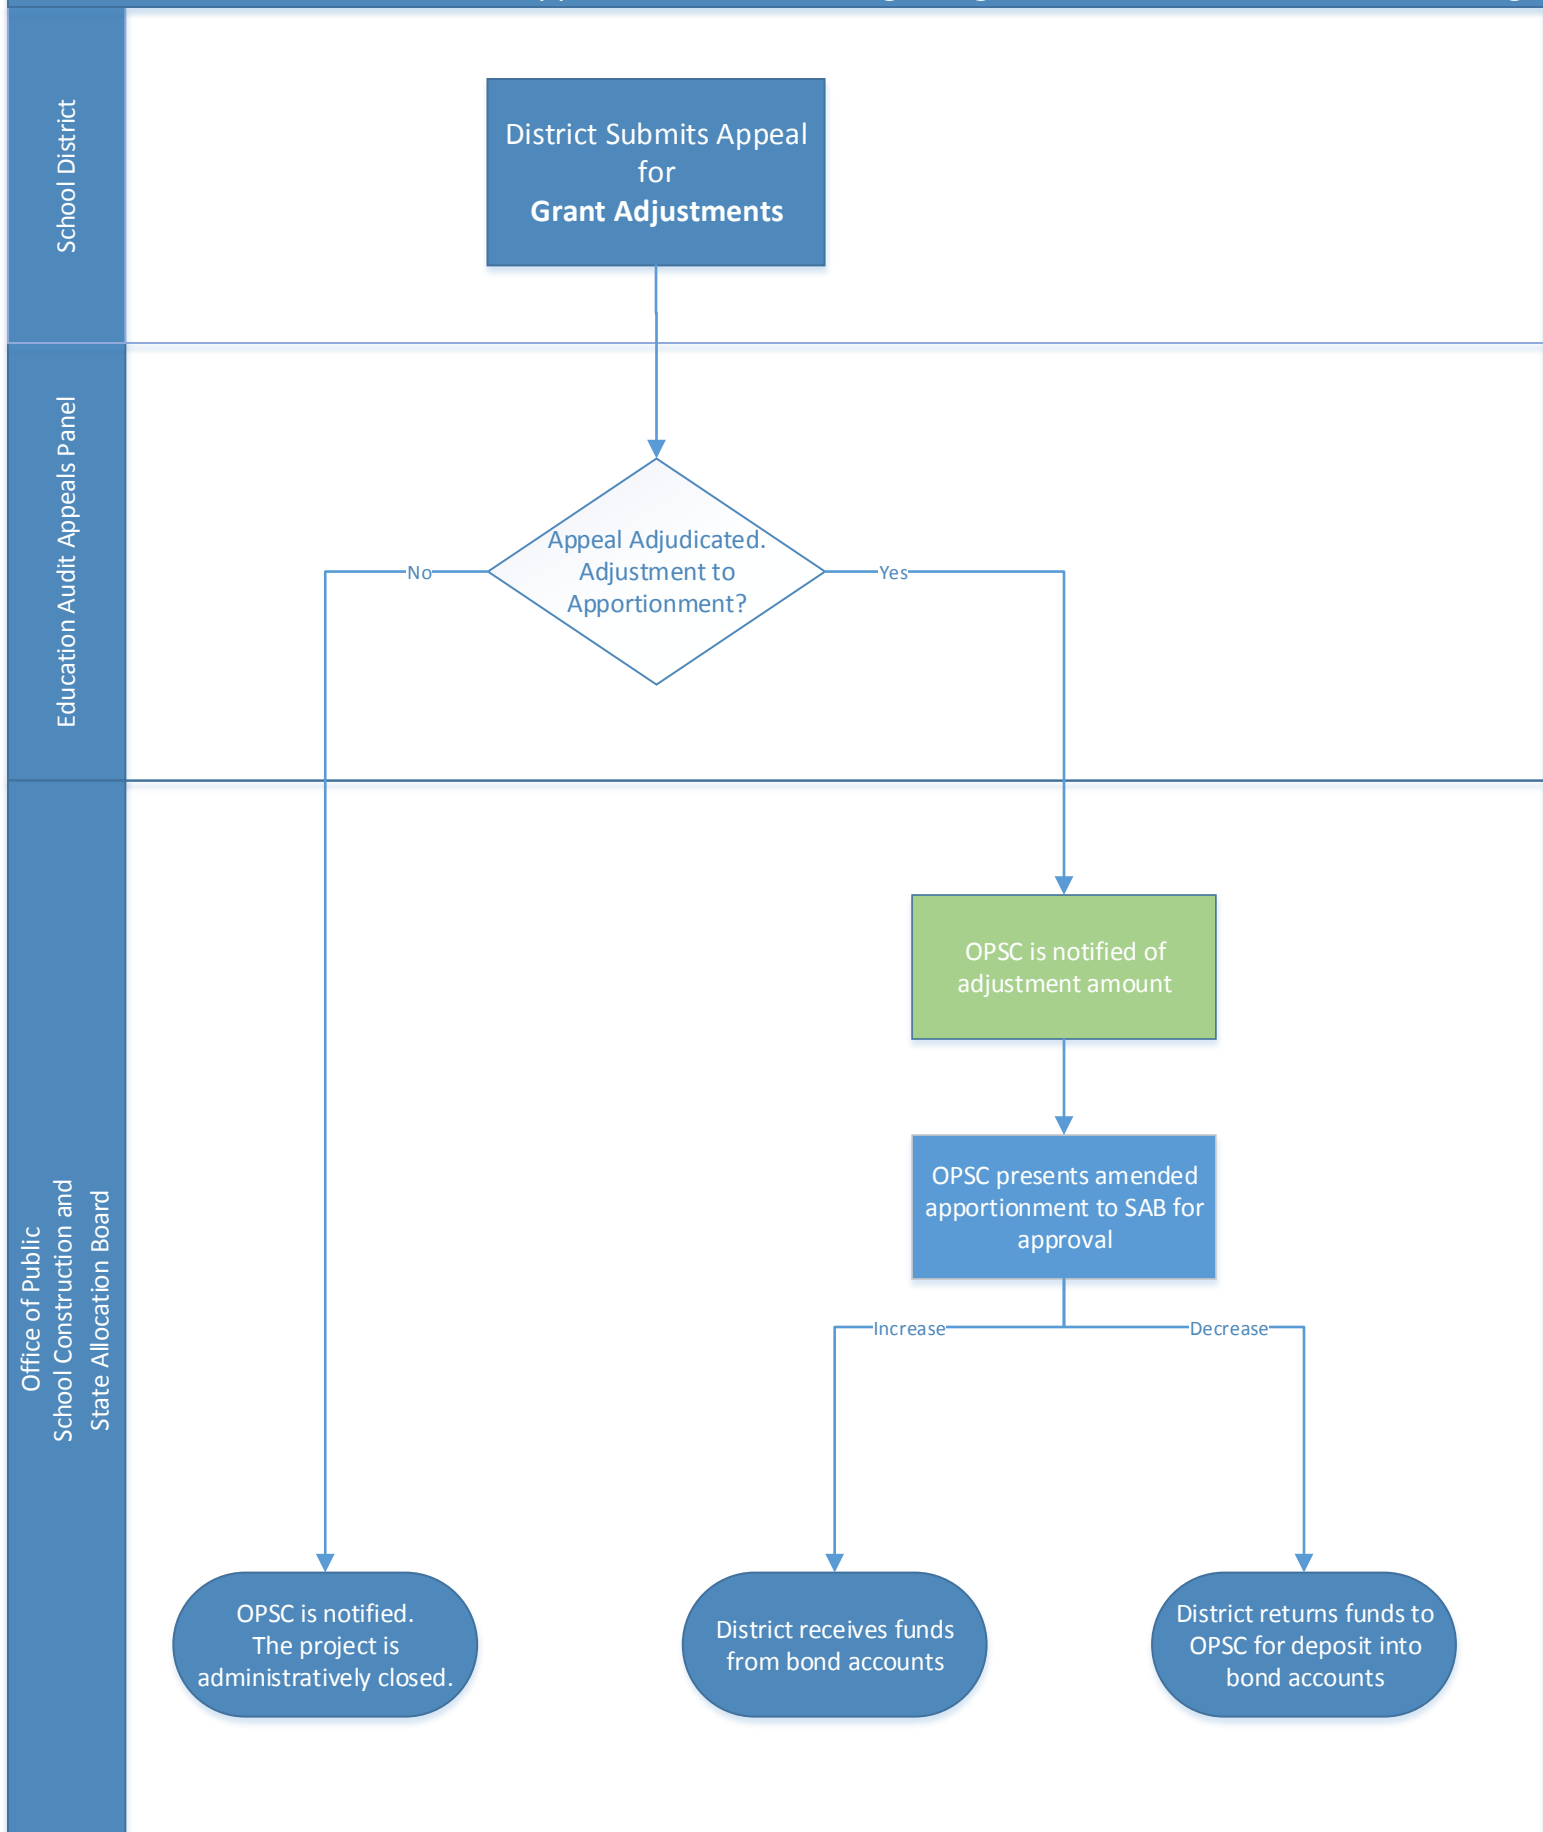 School District
District Submits Appeal
for
Grant Adjustments
Education Audit Appeals Panel
Appeal Adjudicated.
Adjustment to
Apportionment?
No
Yes
Office of Public
School Construction and
State Allocation Board
OPSC is notified of
adjustment amount
OPSC presents amended
apportionment to SAB for
approval
Increase
Decrease
OPSC is notified.
The project is
administratively closed.
District receives funds
from bond accounts
District returns funds to
OPSC for deposit into
bond accounts